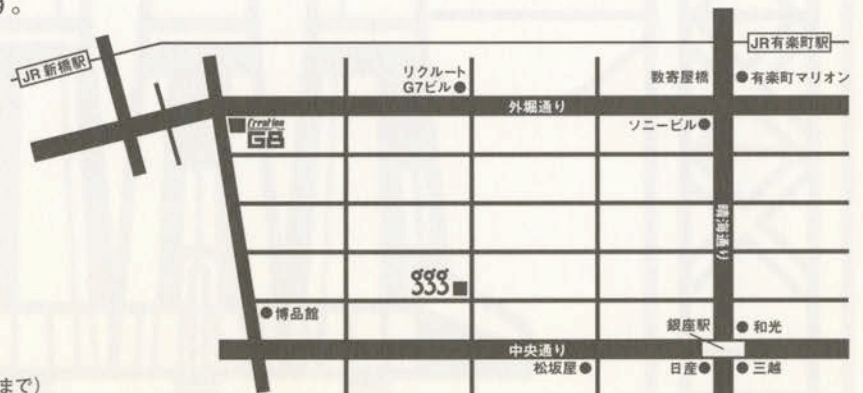 す。
JR 新橋駅
JR有楽町駅
リクルート
G7ビル
数寄屋橋
有楽町マリオン
外堀通り
Creation
G8
ソニービル
晴海通り
ggg
博品館
銀座駅
和光
中央通り
松坂屋
日産
三越
まで）